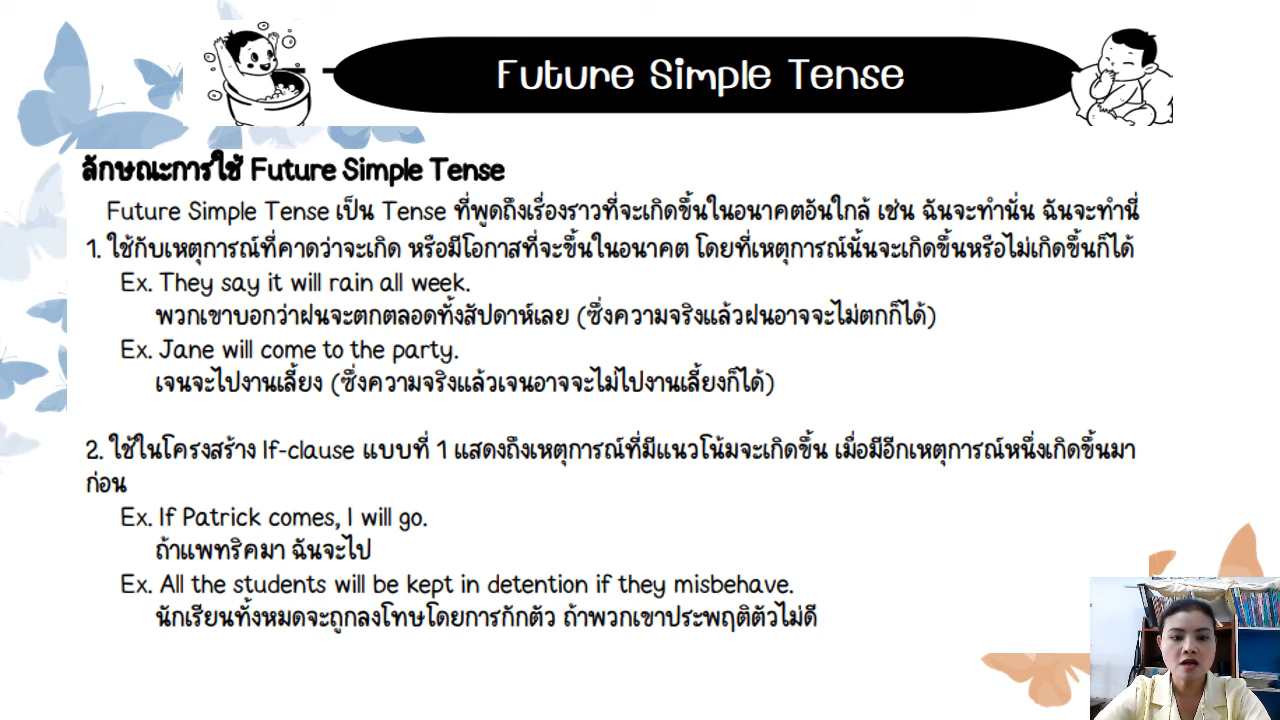 Future Simple Tense
ลักษณะการใช้ Future Simple Tense
Future Simple Tense เป็น Tense ที่พูดถึงเรื่องราวที่จะเกิดขึ้นในอนาคตอันใกล้ เช่น ฉันจะทำนั่น ฉันจะทำนี่
1. ใช้กับเหตุการณ์ที่คาดว่าจะเกิด หรือมีโอกาสที่จะขึ้นในอนาคต โดยที่เหตุการณ์นั้นจะเกิดขึ้นหรือไม่เกิดขึ้นก็ได้
Ex. They say it will rain all week.
พวกเขาบอกว่าฝนจะตกตลอดทั้งสัปดาห์เลย (ซึ่งความจริงแล้วฝนอาจจะไม่ตกก็ได้)
Ex. Jane will come to the party.
เจนจะไปงานเลี้ยง (ซึ่งความจริงแล้วเจนอาจจะไม่ไปงานเลี้ยงก็ได้)
2. ใช้ในโครงสร้าง If-clause แบบที่ 1 แสดงถึงเหตุการณ์ที่มีแนวโน้มจะเกิดขึ้น เมื่อมีอีกเหตุการณ์หนึ่งเกิดขึ้นมา
ก่อน
Ex. If Patrick comes, I will go.
ถ้าแพทริคมา ฉันจะไป
Ex. All the students will be kept in detention if they misbehave.
นักเรียนทั้งหมดจะถูกลงโทษโดยการกักตัว ถ้าพวกเขาประพฤติตัวไม่ดี